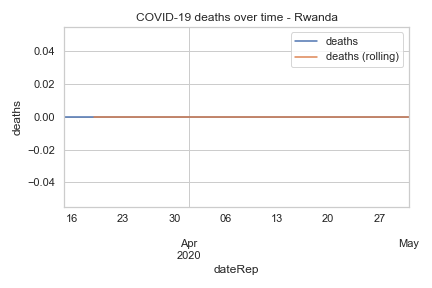 COVID-19 deaths over time - Rwanda
deaths
deaths (rolling)
0.04
0.02
0.00
−0.02
−0.04
deaths
16 23 30 06 13 20 27
Apr May
2020
dateRep